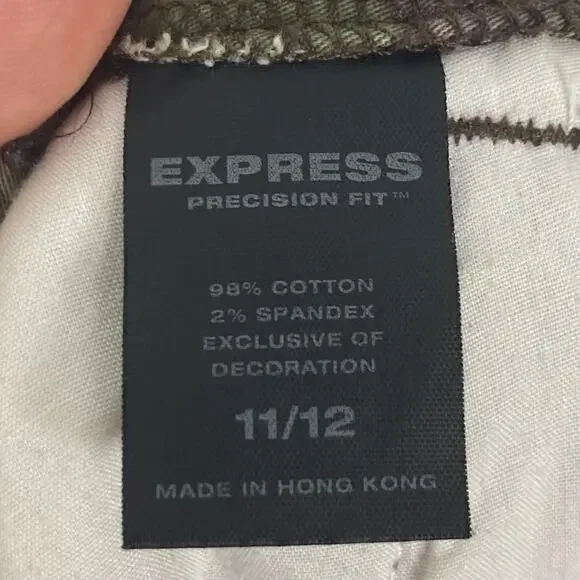 EXPRESS
PRECISION FIT™
98% COTTON
2% SPANDEX
EXCLUSIVE OF
DECORATION
11/12
MADE IN HONG KONG